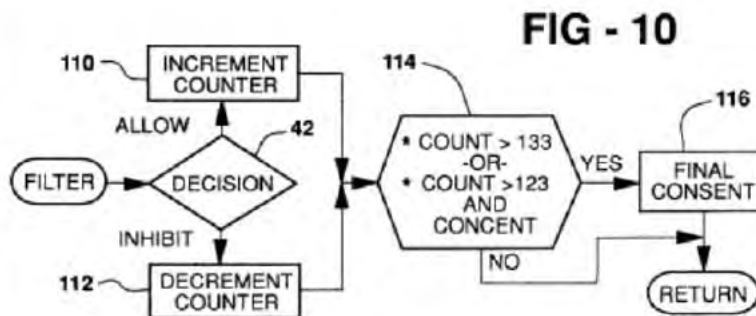 FIG - 10
110
INCREMENT
COUNTER
114
116
ALLOW
42
FILTER
DECISION
* COUNT > 133
-OR-
* COUNT >123
AND
CONCENT
YES
FINAL
CONSENT
INHIBIT
NO
112
DECREMENT
COUNTER
RETURN